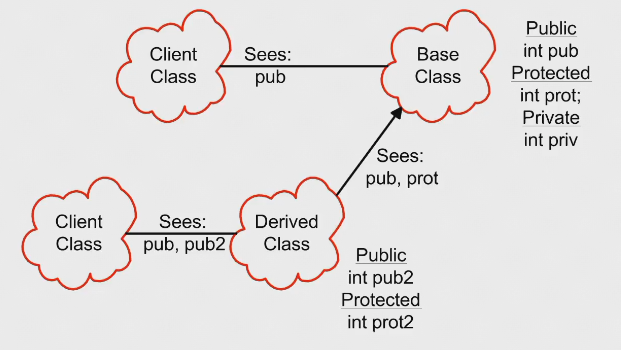 Client
Class
Sees:
pub
Base
Class
Public
int pub
Protected
int prot;
Private
int priv
Sees:
pub, prot
Client
Class
Sees:
pub, pub2
Derived
Class
Public
int pub2
Protected
int prot2